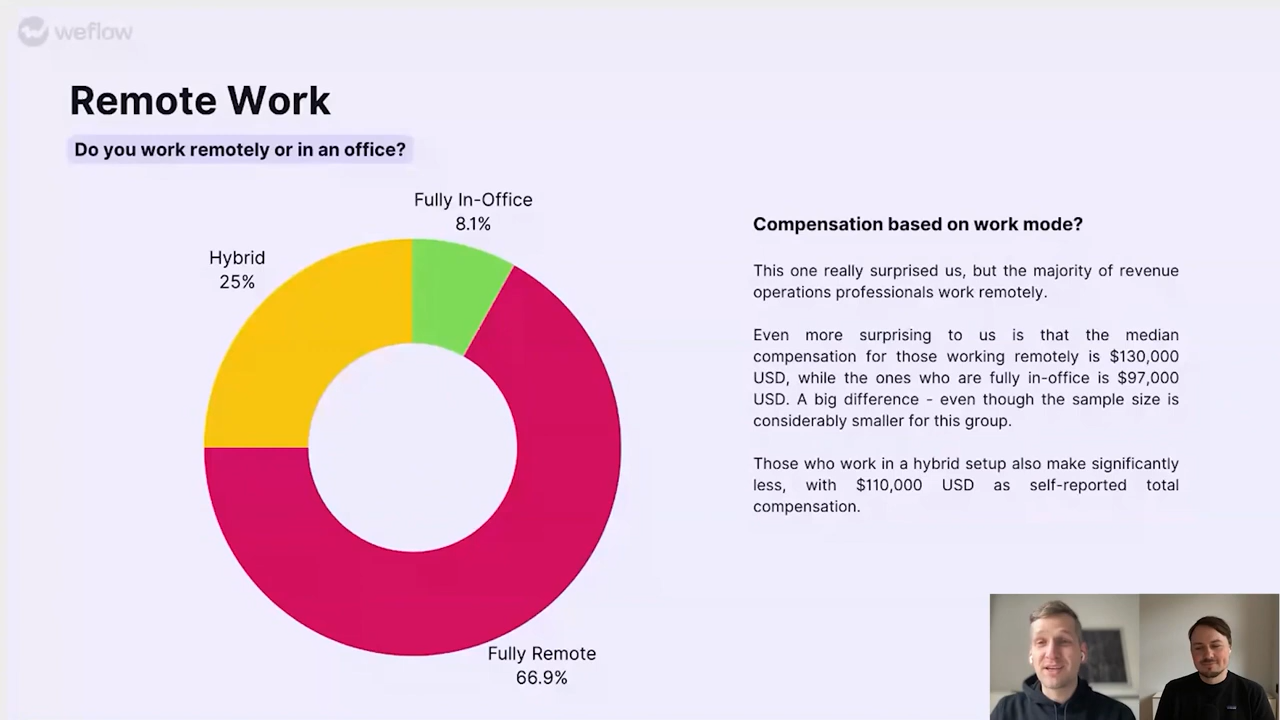 weflow
Remote Work
Do you work remotely or in an office?
Fully In-Office
8.1%
Hybrid
25%
Fully Remote
66.9%
Compensation based on work mode?
This one really surprised us, but the majority of revenue
operations professionals work remotely.
Even more surprising to us is that the median
compensation for those working remotely is $130,000
USD, while the ones who are fully in-office is $97,000
USD. A big difference - even though the sample size is
considerably smaller for this group.
Those who work in a hybrid setup also make significantly
less, with $110,000 USD as self-reported total
compensation.